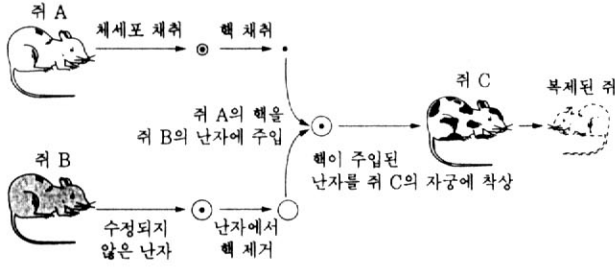 쥐 A
체세포 채취
핵 채취
쥐 A의 핵을
쥐 B의 난자에 주입
쥐 C
복제된 쥐
핵이 주입된
난자를 쥐 C의 자궁에 착상
쥐 B
수정되지
않은 난자
난자에서
핵 제거